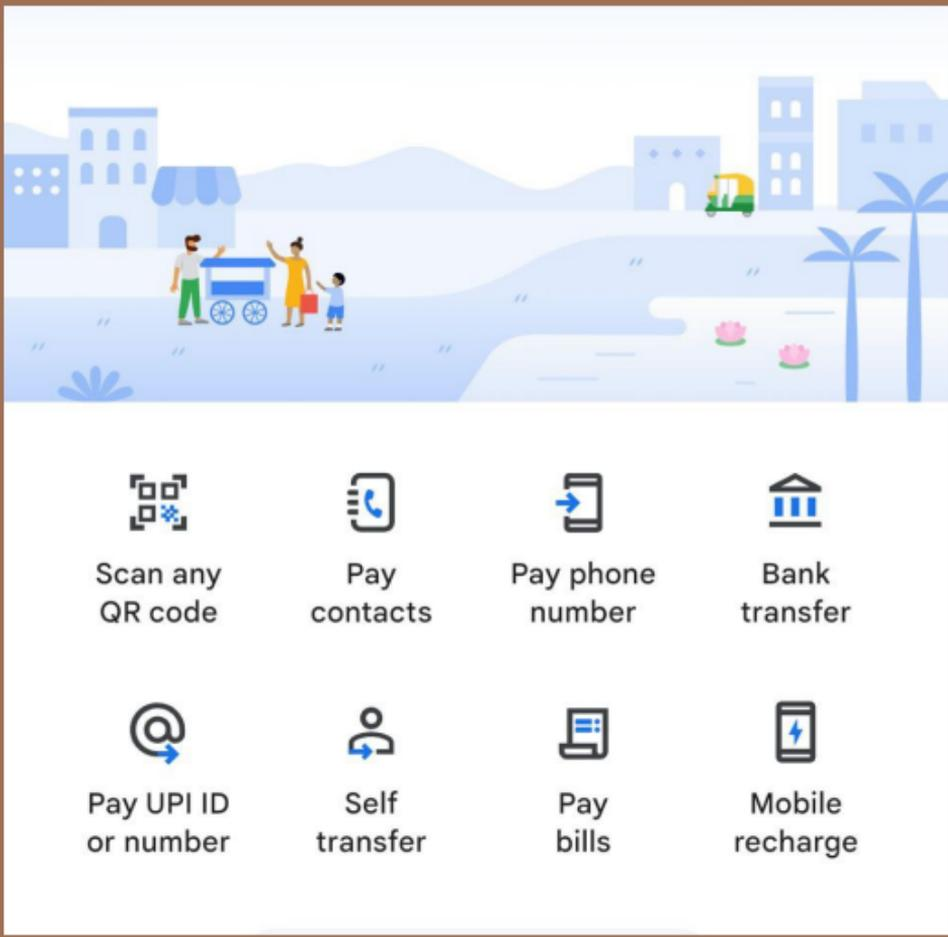 Scan any
QR code
Pay
contacts
Pay phone
number
Bank
transfer
Pay UPI ID
or number
Self
transfer
Pay
bills
Mobile
recharge